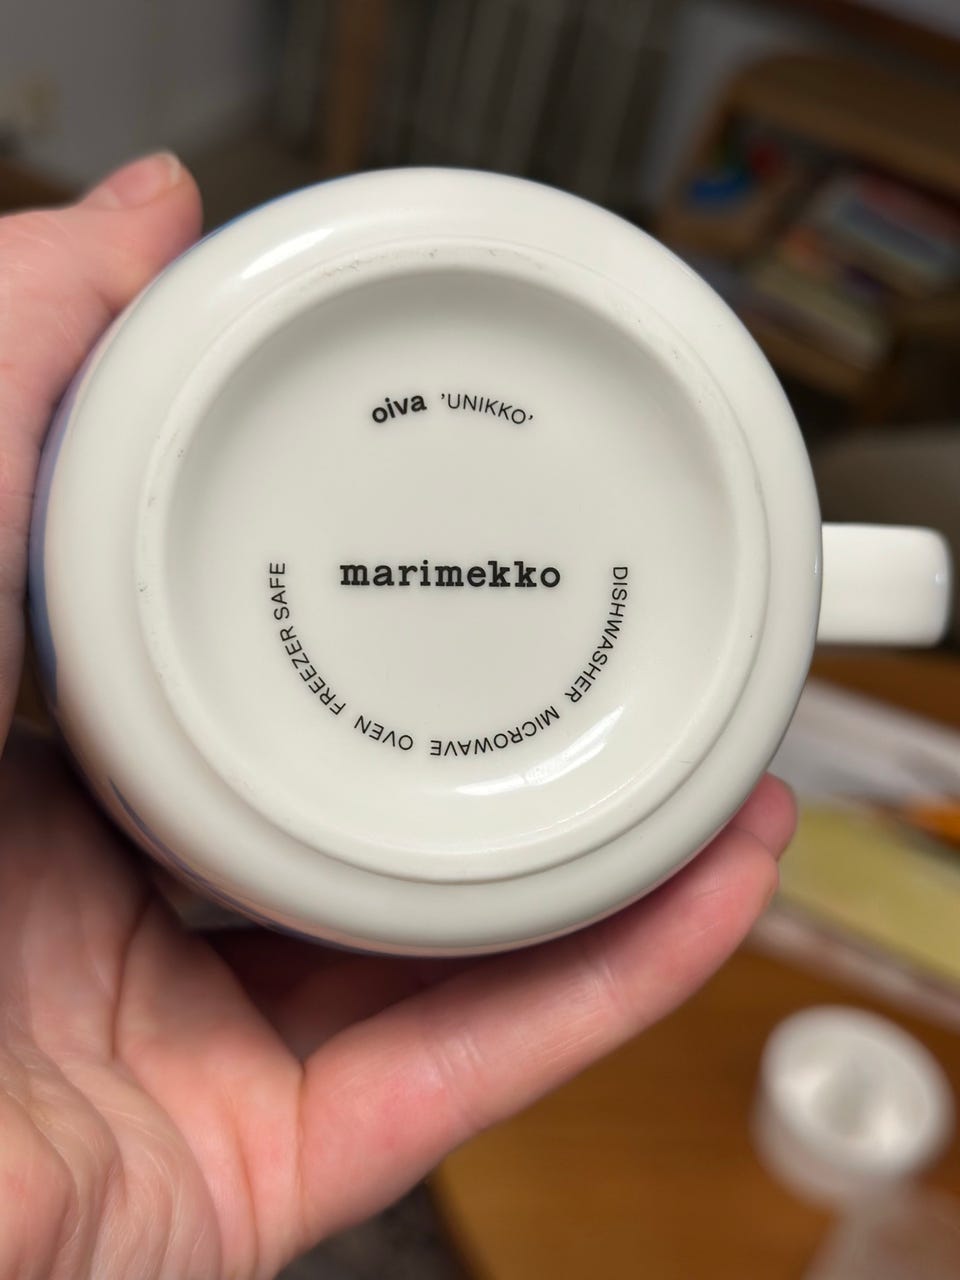 oiva ’UNIKKO’
marimekko
DISHWASHER MICROWAVE OVEN FREEZER SAFE